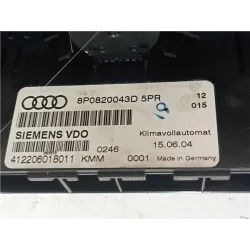 8P0820043D 5PR
12
015
SIEMENS VDO
Klimavollautomat
0246
15.06.04
412206018011 KMM
0001 Made in Germany